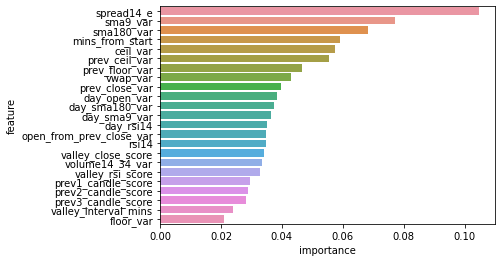 spread14_e
sma9_var
sma180_var
mins_from_start
ceil_var
prev_ceil_var
prev_floor_var
vwap_var
prev_close_var
day_open_var
day_sma180_var
day_sma9_var
day_rsi14
open_from_prev_close_var
rsi14
valley_close_score
volume14_34_var
valley_rsi_score
prev1_candle_score
prev2_candle_score
prev3_candle_score
valley_interval_mins
floor_var
feature
0.00 0.02 0.04 0.06 0.08 0.10
importance